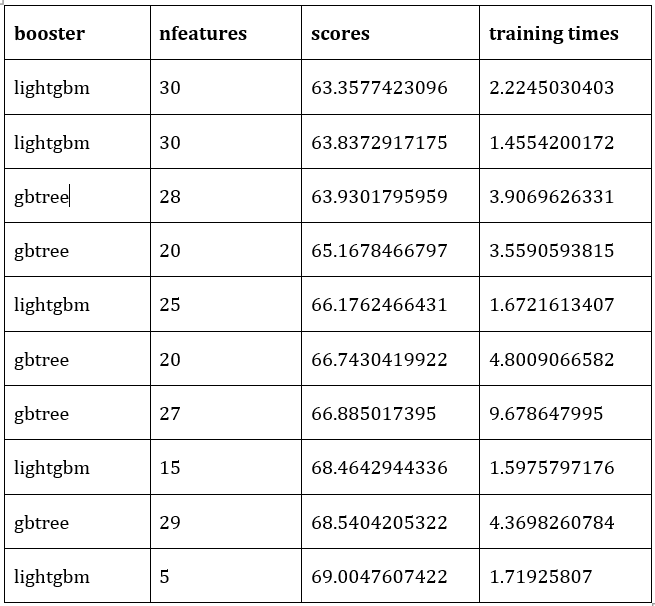 booster nfeatures scores training times
lightgbm 30 63.3577423096 2.2245030403
lightgbm 30 63.8372917175 1.4554200172
gbtree 28 63.9301795959 3.9069626331
gbtree 20 65.1678466797 3.5590593815
lightgbm 25 66.1762466431 1.6721613407
gbtree 20 66.7430419922 4.8009066582
gbtree 27 66.885017395 9.678647995
lightgbm 15 68.4642944336 1.5975797176
gbtree 29 68.5404205322 4.3698260784
lightgbm 5 69.0047607422 1.71925807